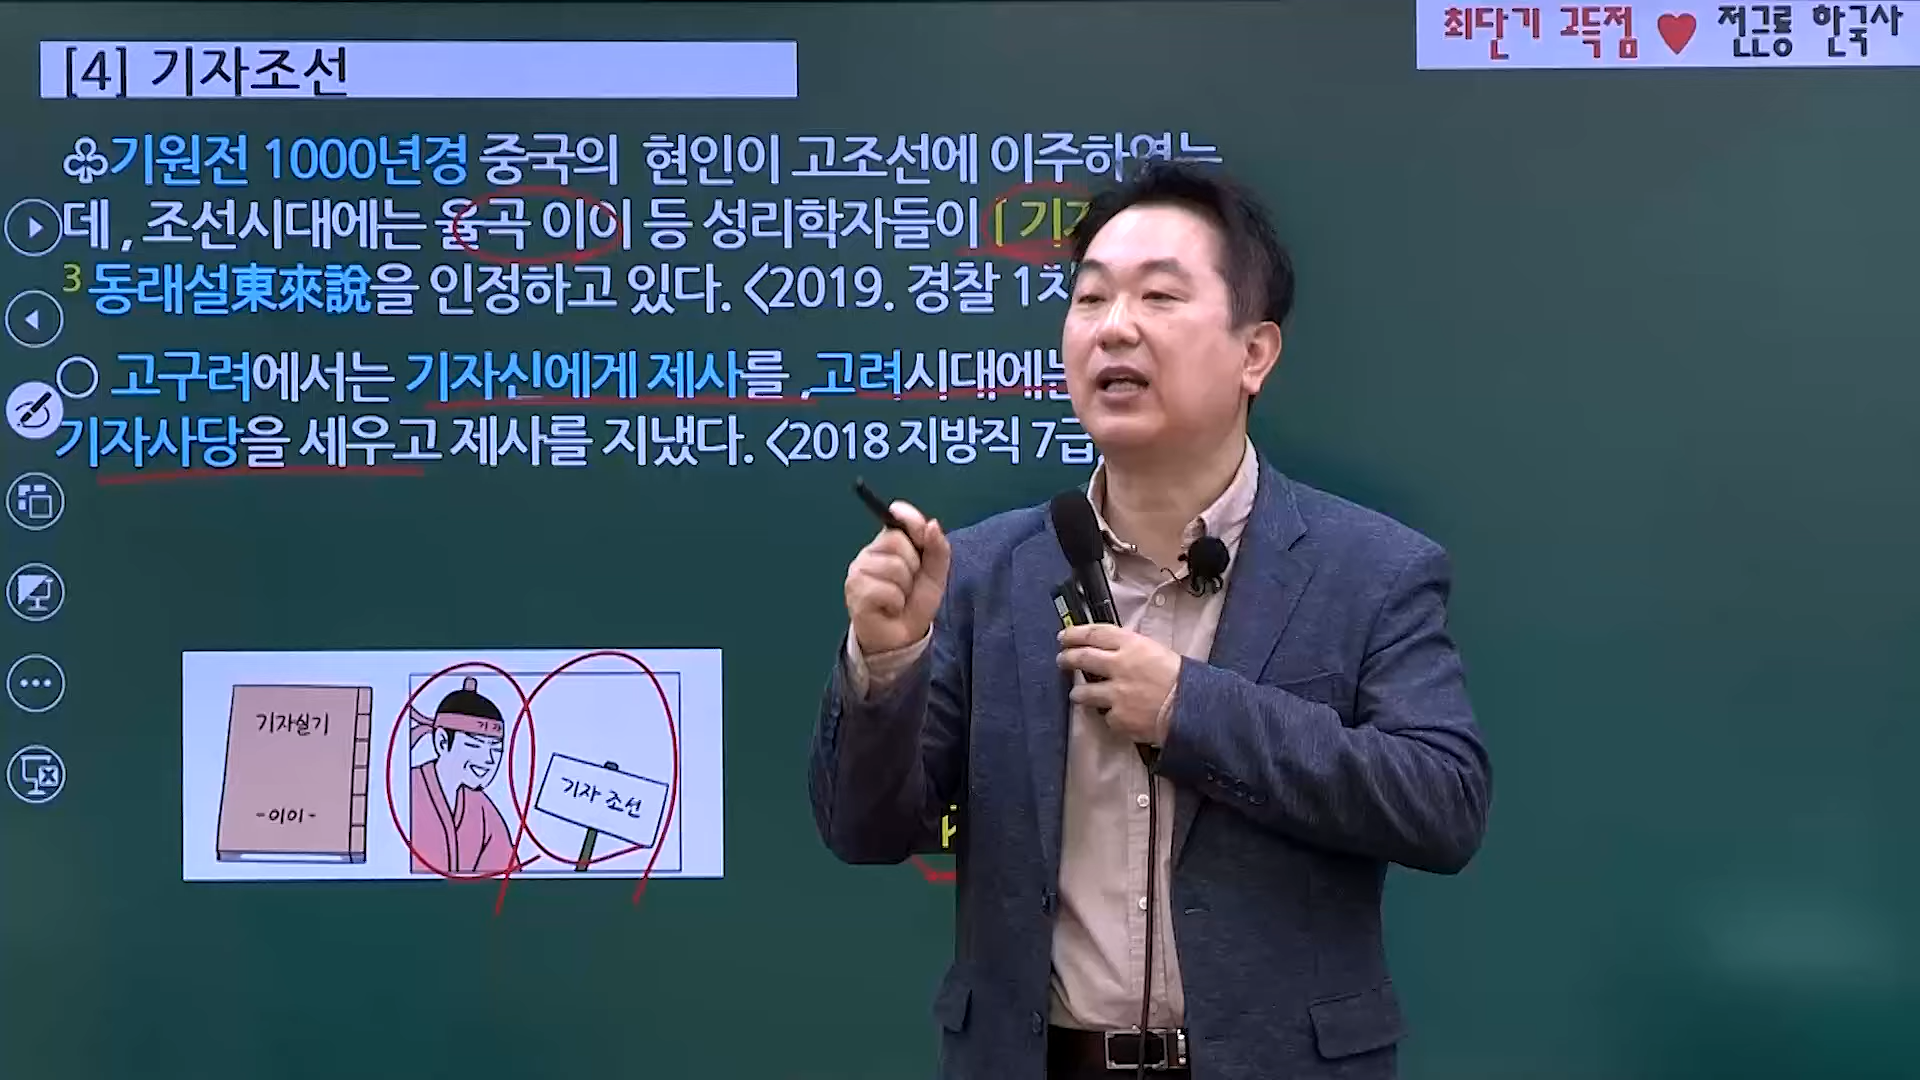 최단기 고득점 ♥ 전근룡 한국사
[4] 기자조선
♧기원전 1000년경 중국의 현인이 고조선에 이주하였는
데 , 조선시대에는 율곡 이이 등 성리학자들이 [ 기자
3 동래설東來說을 인정하고 있다. <2019. 경찰 1차
○ 고구려에서는 기자신에게 제사를 ,고려시대에는
기자사당을 세우고 제사를 지냈다. <2018 지방직 7급
기자실기
-이이-
기자
기자 조선